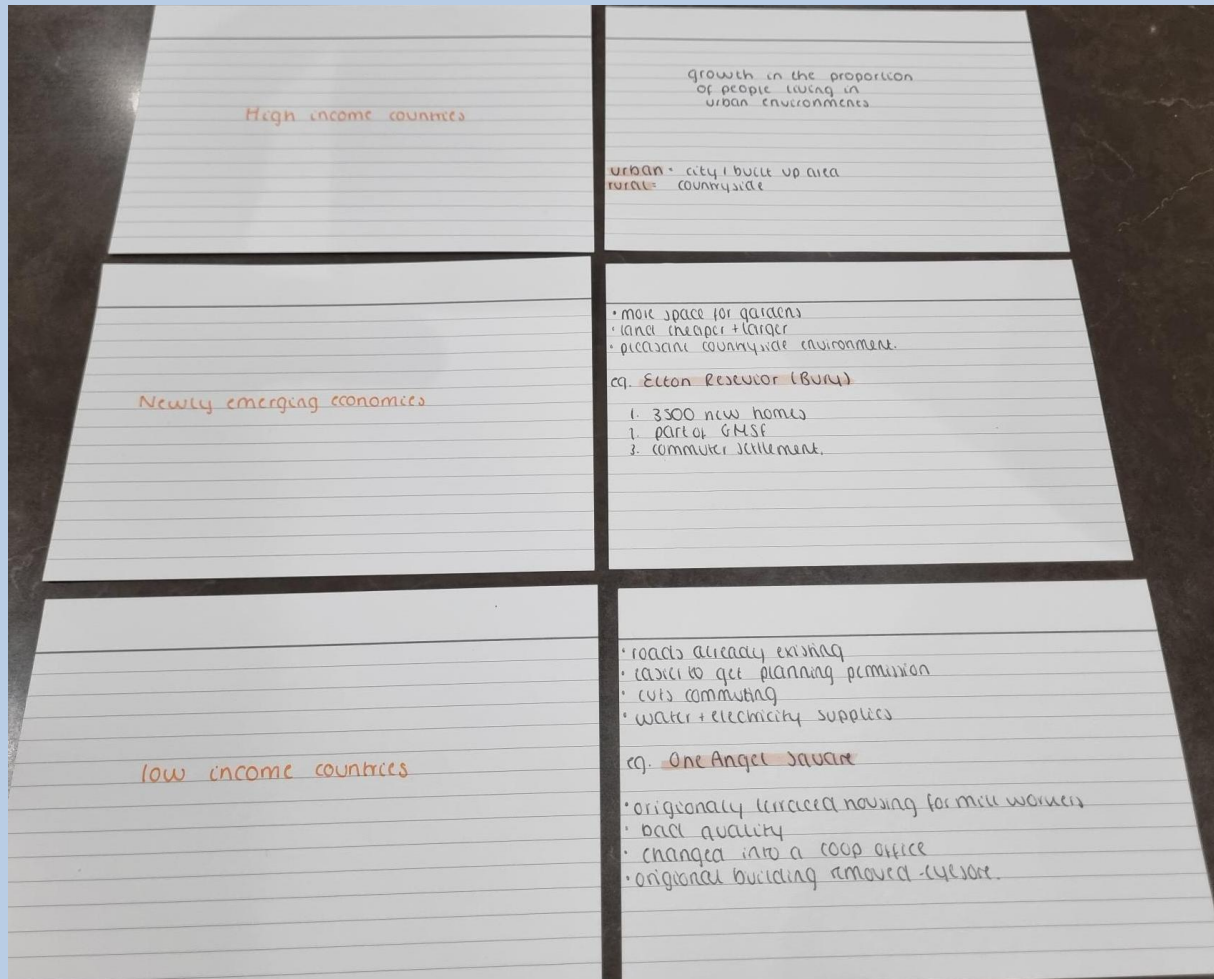 High income countries
growth in the proportion
of people living in
urban environments
urban = city / built up area
rural = countryside
Newly emerging economies
• more space for gardens
• land cheaper + larger
• pleasant countryside environment.
eg. Elton Resevior (Bury)
1. 3500 new homes
2. part of GMSF
3. commuter settlement.
low income countries
• roads already existing
• easier to get planning permission
• cuts commuting
• water + electricity supplies
eg. One Angel Square
• origionaly terraced housing for mill workers
• bad quality
• changed into a coop office
• origional building removed - eyesore.